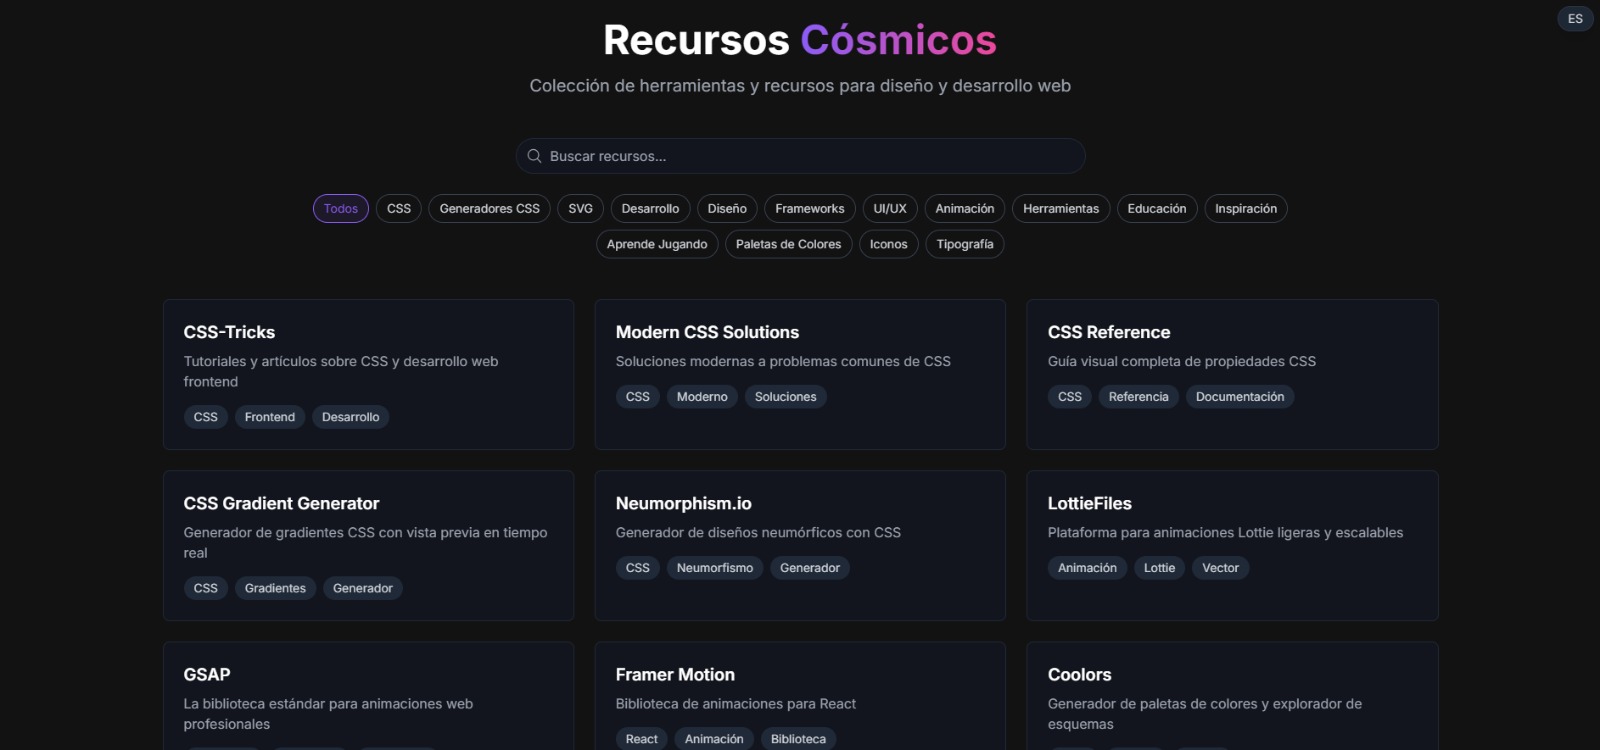 ES
Recursos Cósmicos
Colección de herramientas y recursos para diseño y desarrollo web
Buscar recursos...
Todos CSS Generadores CSS SVG Desarrollo Diseño Frameworks UI/UX Animación Herramientas Educación Inspiración
Aprende Jugando Paletas de Colores Iconos Tipografía
CSS-Tricks
Tutoriales y artículos sobre CSS y desarrollo web
frontend
CSS Frontend Desarrollo
Modern CSS Solutions
Soluciones modernas a problemas comunes de CSS
CSS Moderno Soluciones
CSS Reference
Guía visual completa de propiedades CSS
CSS Referencia Documentación
CSS Gradient Generator
Generador de gradientes CSS con vista previa en tiempo
real
CSS Gradientes Generador
Neumorphism.io
Generador de diseños neumórficos con CSS
CSS Neumorfismo Generador
LottieFiles
Plataforma para animaciones Lottie ligeras y escalables
Animación Lottie Vector
GSAP
La biblioteca estándar para animaciones web
profesionales
Framer Motion
Biblioteca de animaciones para React
React Animación Biblioteca
Coolors
Generador de paletas de colores y explorador de
esquemas